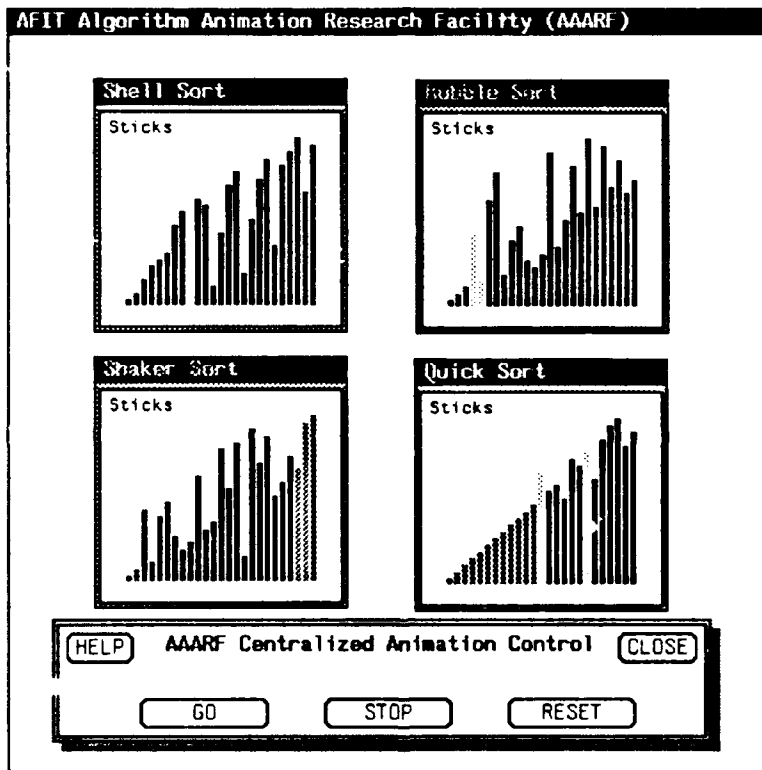 AFIT Algorithm Animation Research Facility (AAARF)
Shell Sort
Sticks
Bubble Sort
Sticks
Shaker Sort
Sticks
Quick Sort
Sticks
HELP
AAARF Centralized Animation Control
CLOSE
GO
STOP
RESET